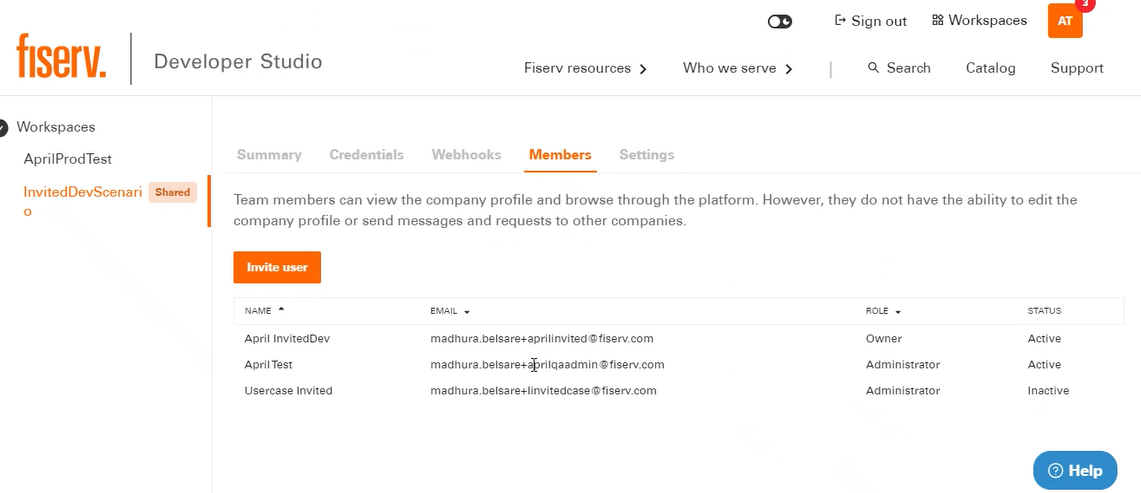 3
Sign out
Workspaces
AT
fiserv.
Developer Studio
Fiserv resources
Who we serve
Search
Catalog
Support
Workspaces
AprilProdTest
InvitedDevScenari
o
Shared
Summary
Credentials
Webhooks
Members
Settings
Team members can view the company profile and browse through the platform. However, they do not have the ability to edit the
company profile or send messages and requests to other companies.
Invite user
NAME EMAIL ROLE STATUS
April InvitedDev madhura.belsare+aprilinvited@fiserv.com Owner Active
April Test madhura.belsare+aprilqaadmin@fiserv.com Administrator Active
Usercase Invited madhura.belsare+Iinvitedcase@fiserv.com Administrator Inactive
Help